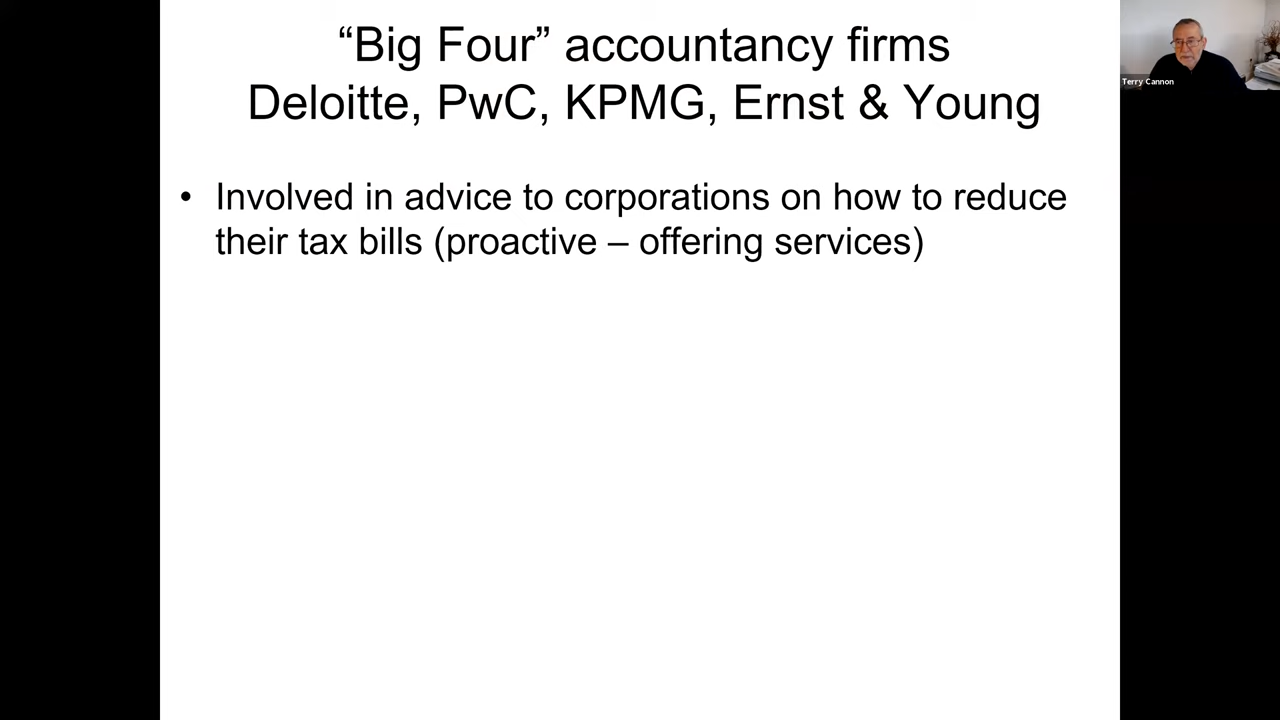 “Big Four” accountancy firms
Deloitte, PwC, KPMG, Ernst & Young
• Involved in advice to corporations on how to reduce
their tax bills (proactive – offering services)
Terry Cannon